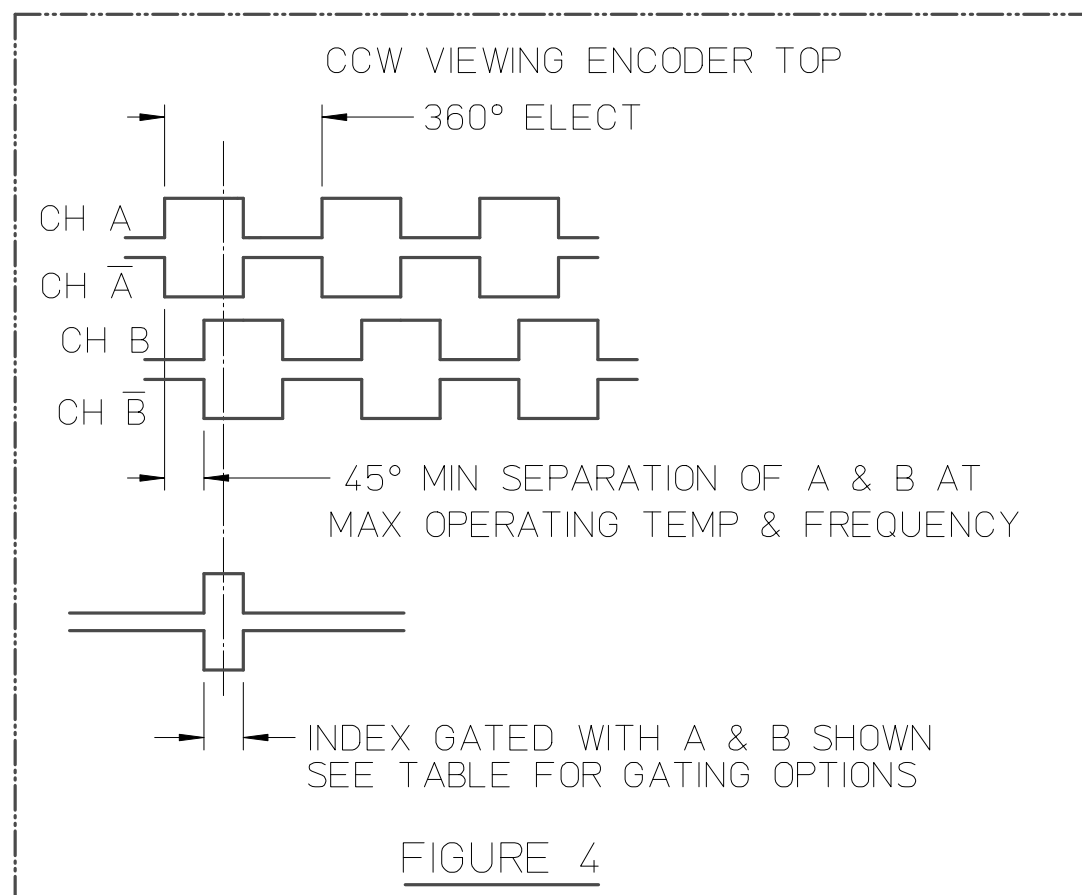 CCW VIEWING ENCODER TOP
360° ELECT
CH A
CH A̅
CH B
CH B̅
45° MIN SEPARATION OF A & B AT
MAX OPERATING TEMP & FREQUENCY
INDEX GATED WITH A & B SHOWN
SEE TABLE FOR GATING OPTIONS
FIGURE 4